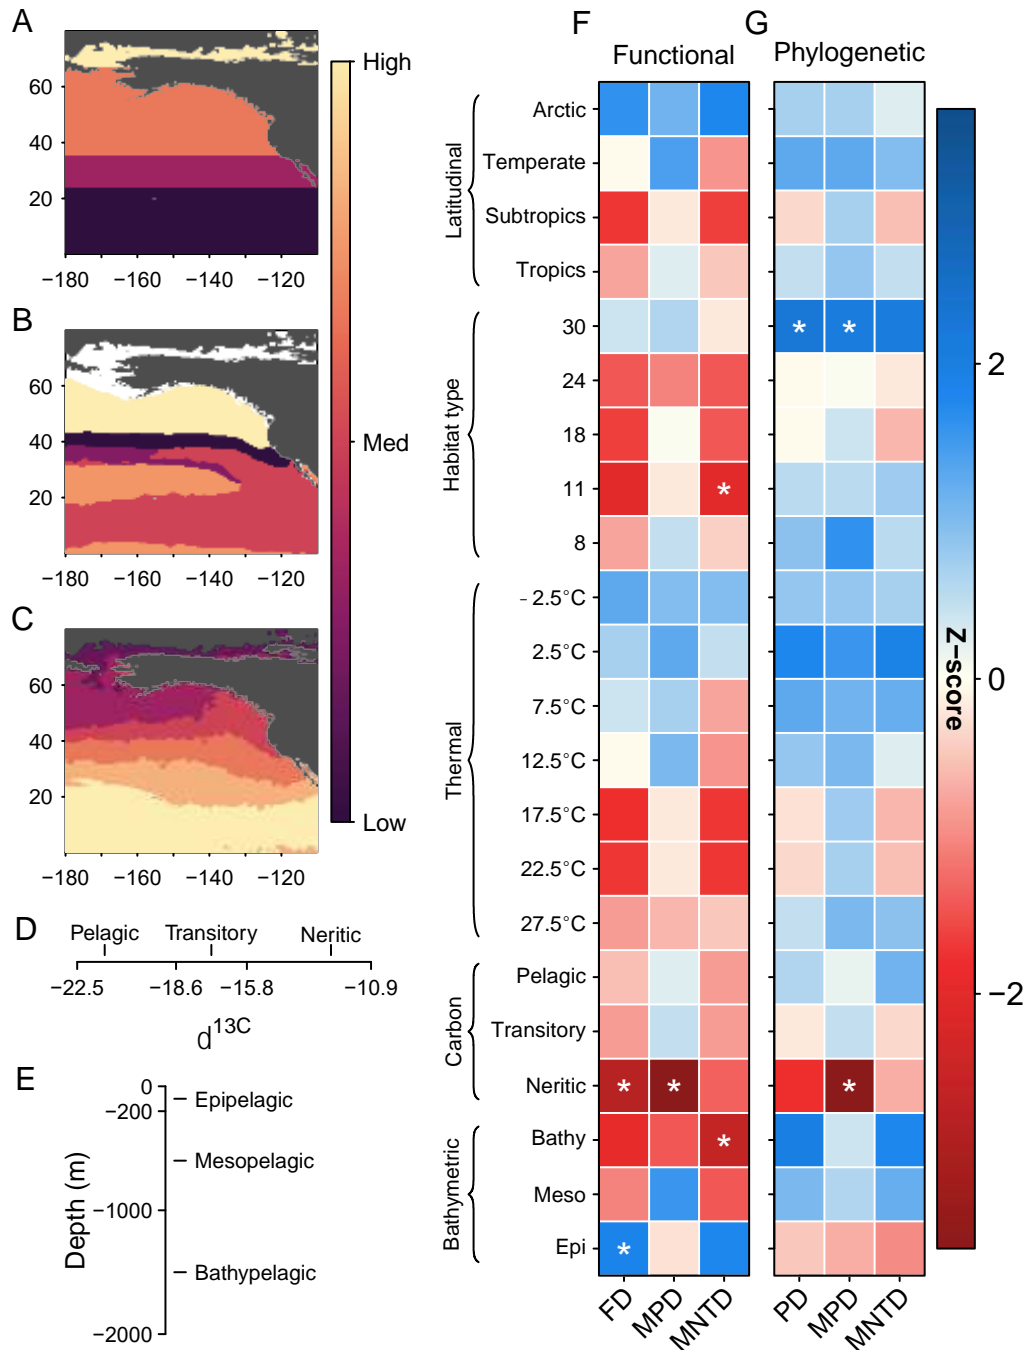 A
60
40
20
−180
−160
−140
−120
B
60
40
20
−180
−160
−140
−120
C
60
40
20
−180
−160
−140
−120
High
Med
Low
D
Pelagic
Transitory
Neritic
−22.5
−18.6
−15.8
−10.9
d13C
E
0
−200
−1000
−2000
Depth (m)
Epipelagic
Mesopelagic
Bathypelagic
F
G
Functional
Phylogenetic
Latitudinal
Arctic
Temperate
Subtropics
Tropics
Habitat type
30
* *
24
18
11
*
8
Thermal
-2.5°C
2.5°C
7.5°C
12.5°C
17.5°C
22.5°C
27.5°C
Carbon
Pelagic
Transitory
Neritic
* * *
Bathymetric
Bathy
*
Meso
Epi
*
FD
MPD
MNTD
PD
MPD
MNTD
Z−score
2
0
−2